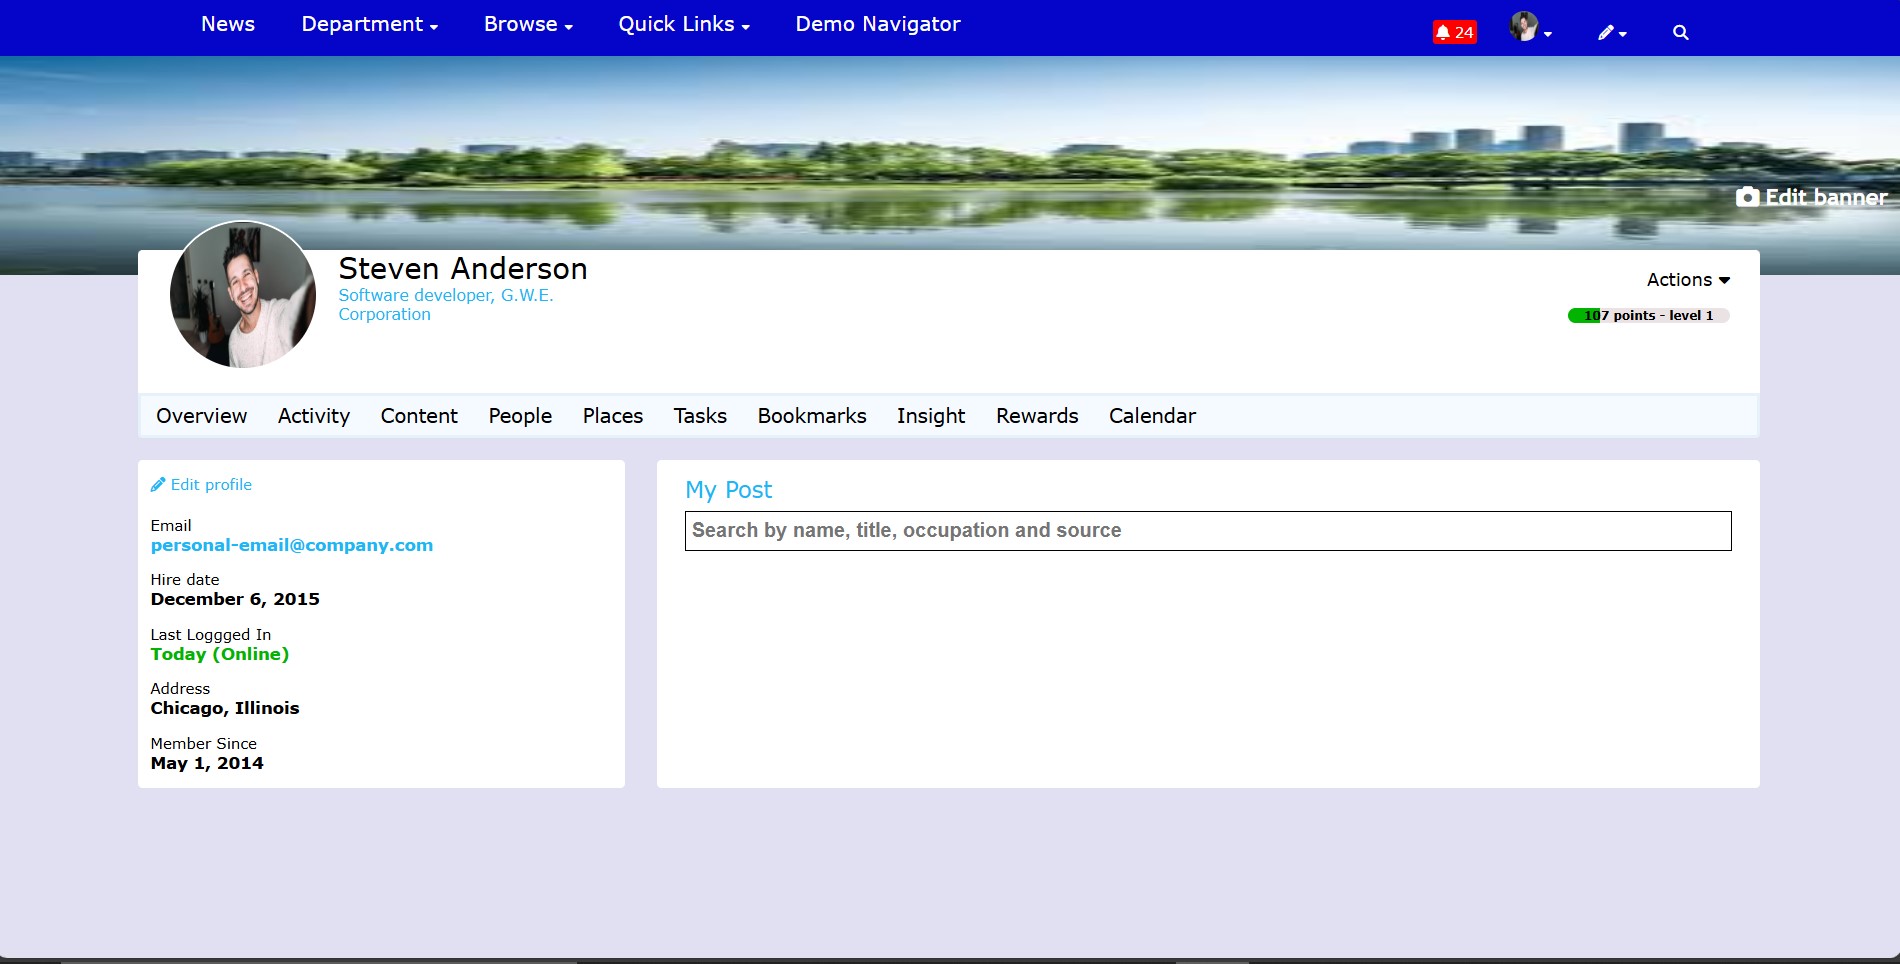 News Department Browse Quick Links Demo Navigator 24
Edit banner
Steven Anderson
Software developer, G.W.E.
Corporation
Actions
107 points - level 1
Overview Activity Content People Places Tasks Bookmarks Insight Rewards Calendar
Edit profile
Email
personal-email@company.com
Hire date
December 6, 2015
Last Loggged In
Today (Online)
Address
Chicago, Illinois
Member Since
May 1, 2014
My Post
Search by name, title, occupation and source